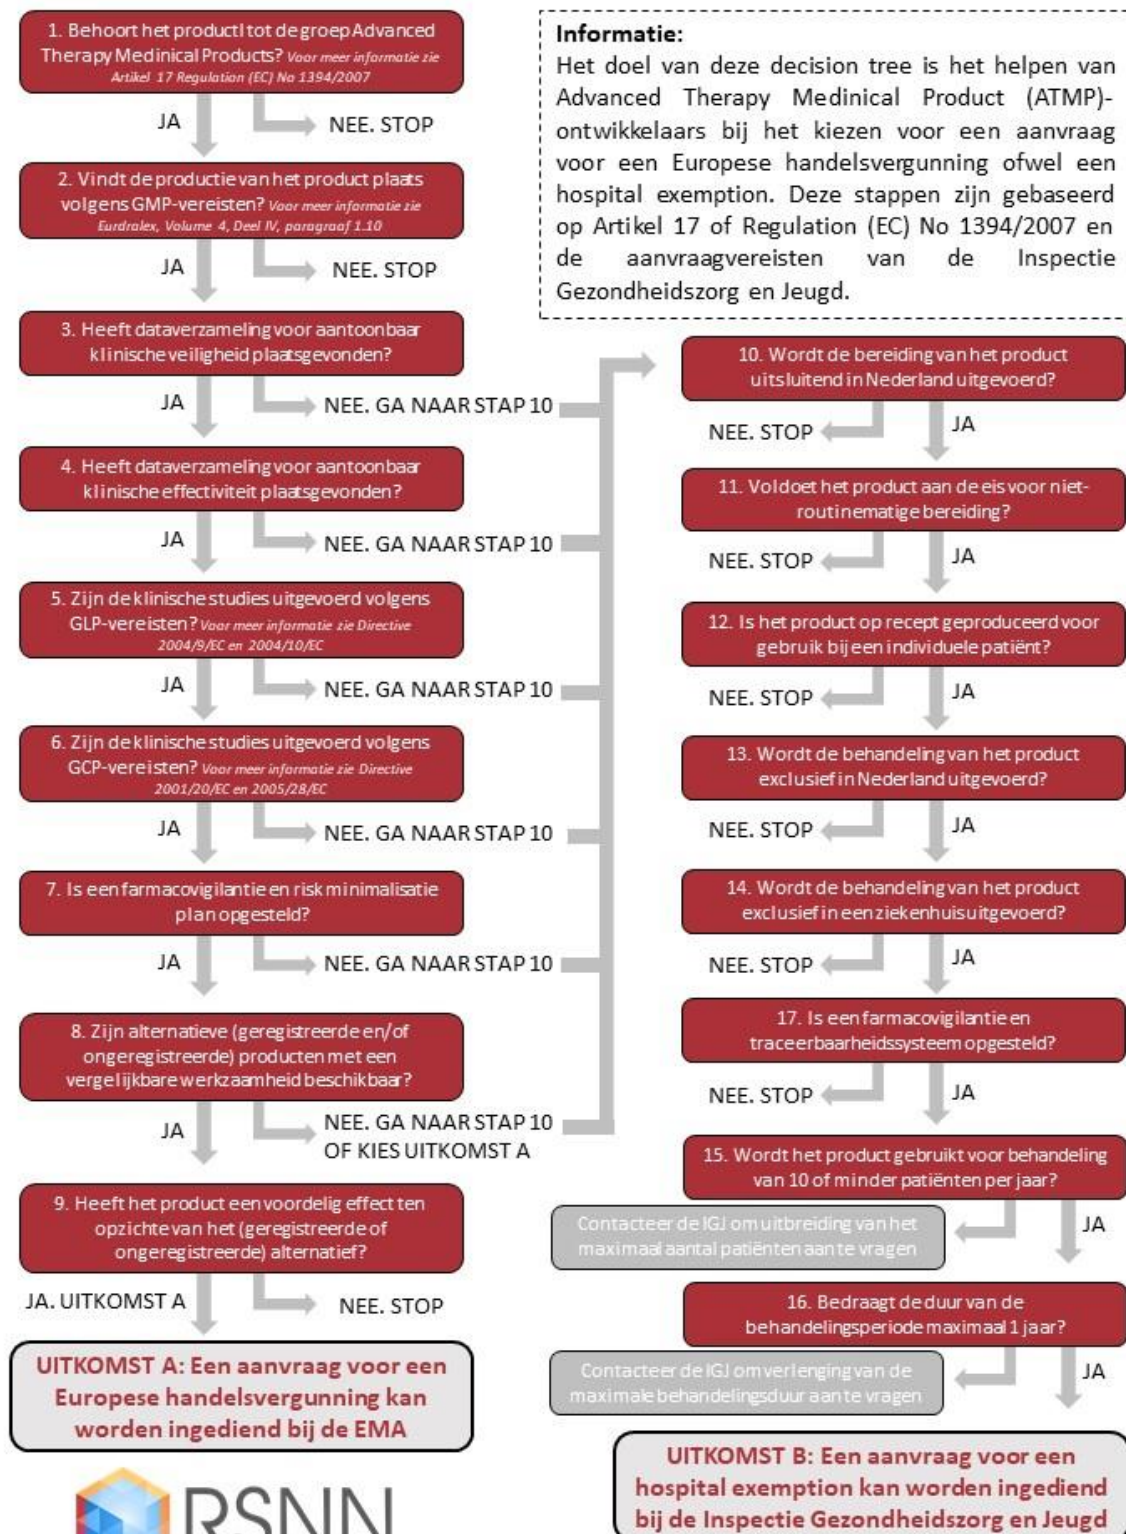 1. Behoort het productl tot de groep Advanced
Therapy Medinical Products? Voor meer informatie zie
Artikel 17 Regulation (EC) No 1394/2007
JA
NEE. STOP
2. Vindt de productie van het product plaats
volgens GMP-vereisten? Voor meer informatie zie
Eurdralex, Volume 4, Deel IV, paragraaf 1.10
JA
NEE. STOP
3. Heeft dataverzameling voor aantoonbaar
klinische veiligheid plaatsgevonden?
JA
NEE. GA NAAR STAP 10
4. Heeft dataverzameling voor aantoonbaar
klinische effectiviteit plaatsgevonden?
JA
NEE. GA NAAR STAP 10
5. Zijn de klinische studies uitgevoerd volgens
GLP-vereisten? Voor meer informatie zie Directive
2004/9/EC en 2004/10/EC
JA
NEE. GA NAAR STAP 10
6. Zijn de klinische studies uitgevoerd volgens
GCP-vereisten? Voor meer informatie zie Directive
2001/20/EC en 2005/28/EC
JA
NEE. GA NAAR STAP 10
7. Is een farmacovigilantie en risk minimalisatie
plan opgesteld?
JA
NEE. GA NAAR STAP 10
8. Zijn alternatieve (geregistreerde en/of
ongeregistreerde) producten met een
vergelijkbare werkzaamheid beschikbaar?
JA
NEE. GA NAAR STAP 10
OF KIES UITKOMST A
9. Heeft het product een voordelig effect ten
opzichte van het (geregistreerde of
ongeregistreerde) alternatief?
JA. UITKOMST A
NEE. STOP
UITKOMST A: Een aanvraag voor een
Europese handelsvergunning kan
worden ingediend bij de EMA
RSNN
Informatie:
Het doel van deze decision tree is het helpen van
Advanced Therapy Medinical Product (ATMP)-
ontwikkelaars bij het kiezen voor een aanvraag
voor een Europese handelsvergunning ofwel een
hospital exemption. Deze stappen zijn gebaseerd
op Artikel 17 of Regulation (EC) No 1394/2007 en
de aanvraagvereisten van de Inspectie
Gezondheidszorg en Jeugd.
10. Wordt de bereiding van het product
uitsluitend in Nederland uitgevoerd?
NEE. STOP
JA
11. Voldoet het product aan de eis voor niet-
routinematige bereiding?
NEE. STOP
JA
12. Is het product op recept geproduceerd voor
gebruik bij een individuele patiënt?
NEE. STOP
JA
13. Wordt de behandeling van het product
exclusief in Nederland uitgevoerd?
NEE. STOP
JA
14. Wordt de behandeling van het product
exclusief in een ziekenhuis uitgevoerd?
NEE. STOP
JA
17. Is een farmacovigilantie en
traceerbaarheidssysteem opgesteld?
NEE. STOP
JA
15. Wordt het product gebruikt voor behandeling
van 10 of minder patiënten per jaar?
Contacteer de IGJ om uitbreiding van het
maximaal aantal patiënten aan te vragen
JA
16. Bedraagt de duur van de
behandelingsperiode maximaal 1 jaar?
Contacteer de IGJ om verlenging van de
maximale behandelingsduur aan te vragen
JA
UITKOMST B: Een aanvraag voor een
hospital exemption kan worden ingediend
bij de Inspectie Gezondheidszorg en Jeugd